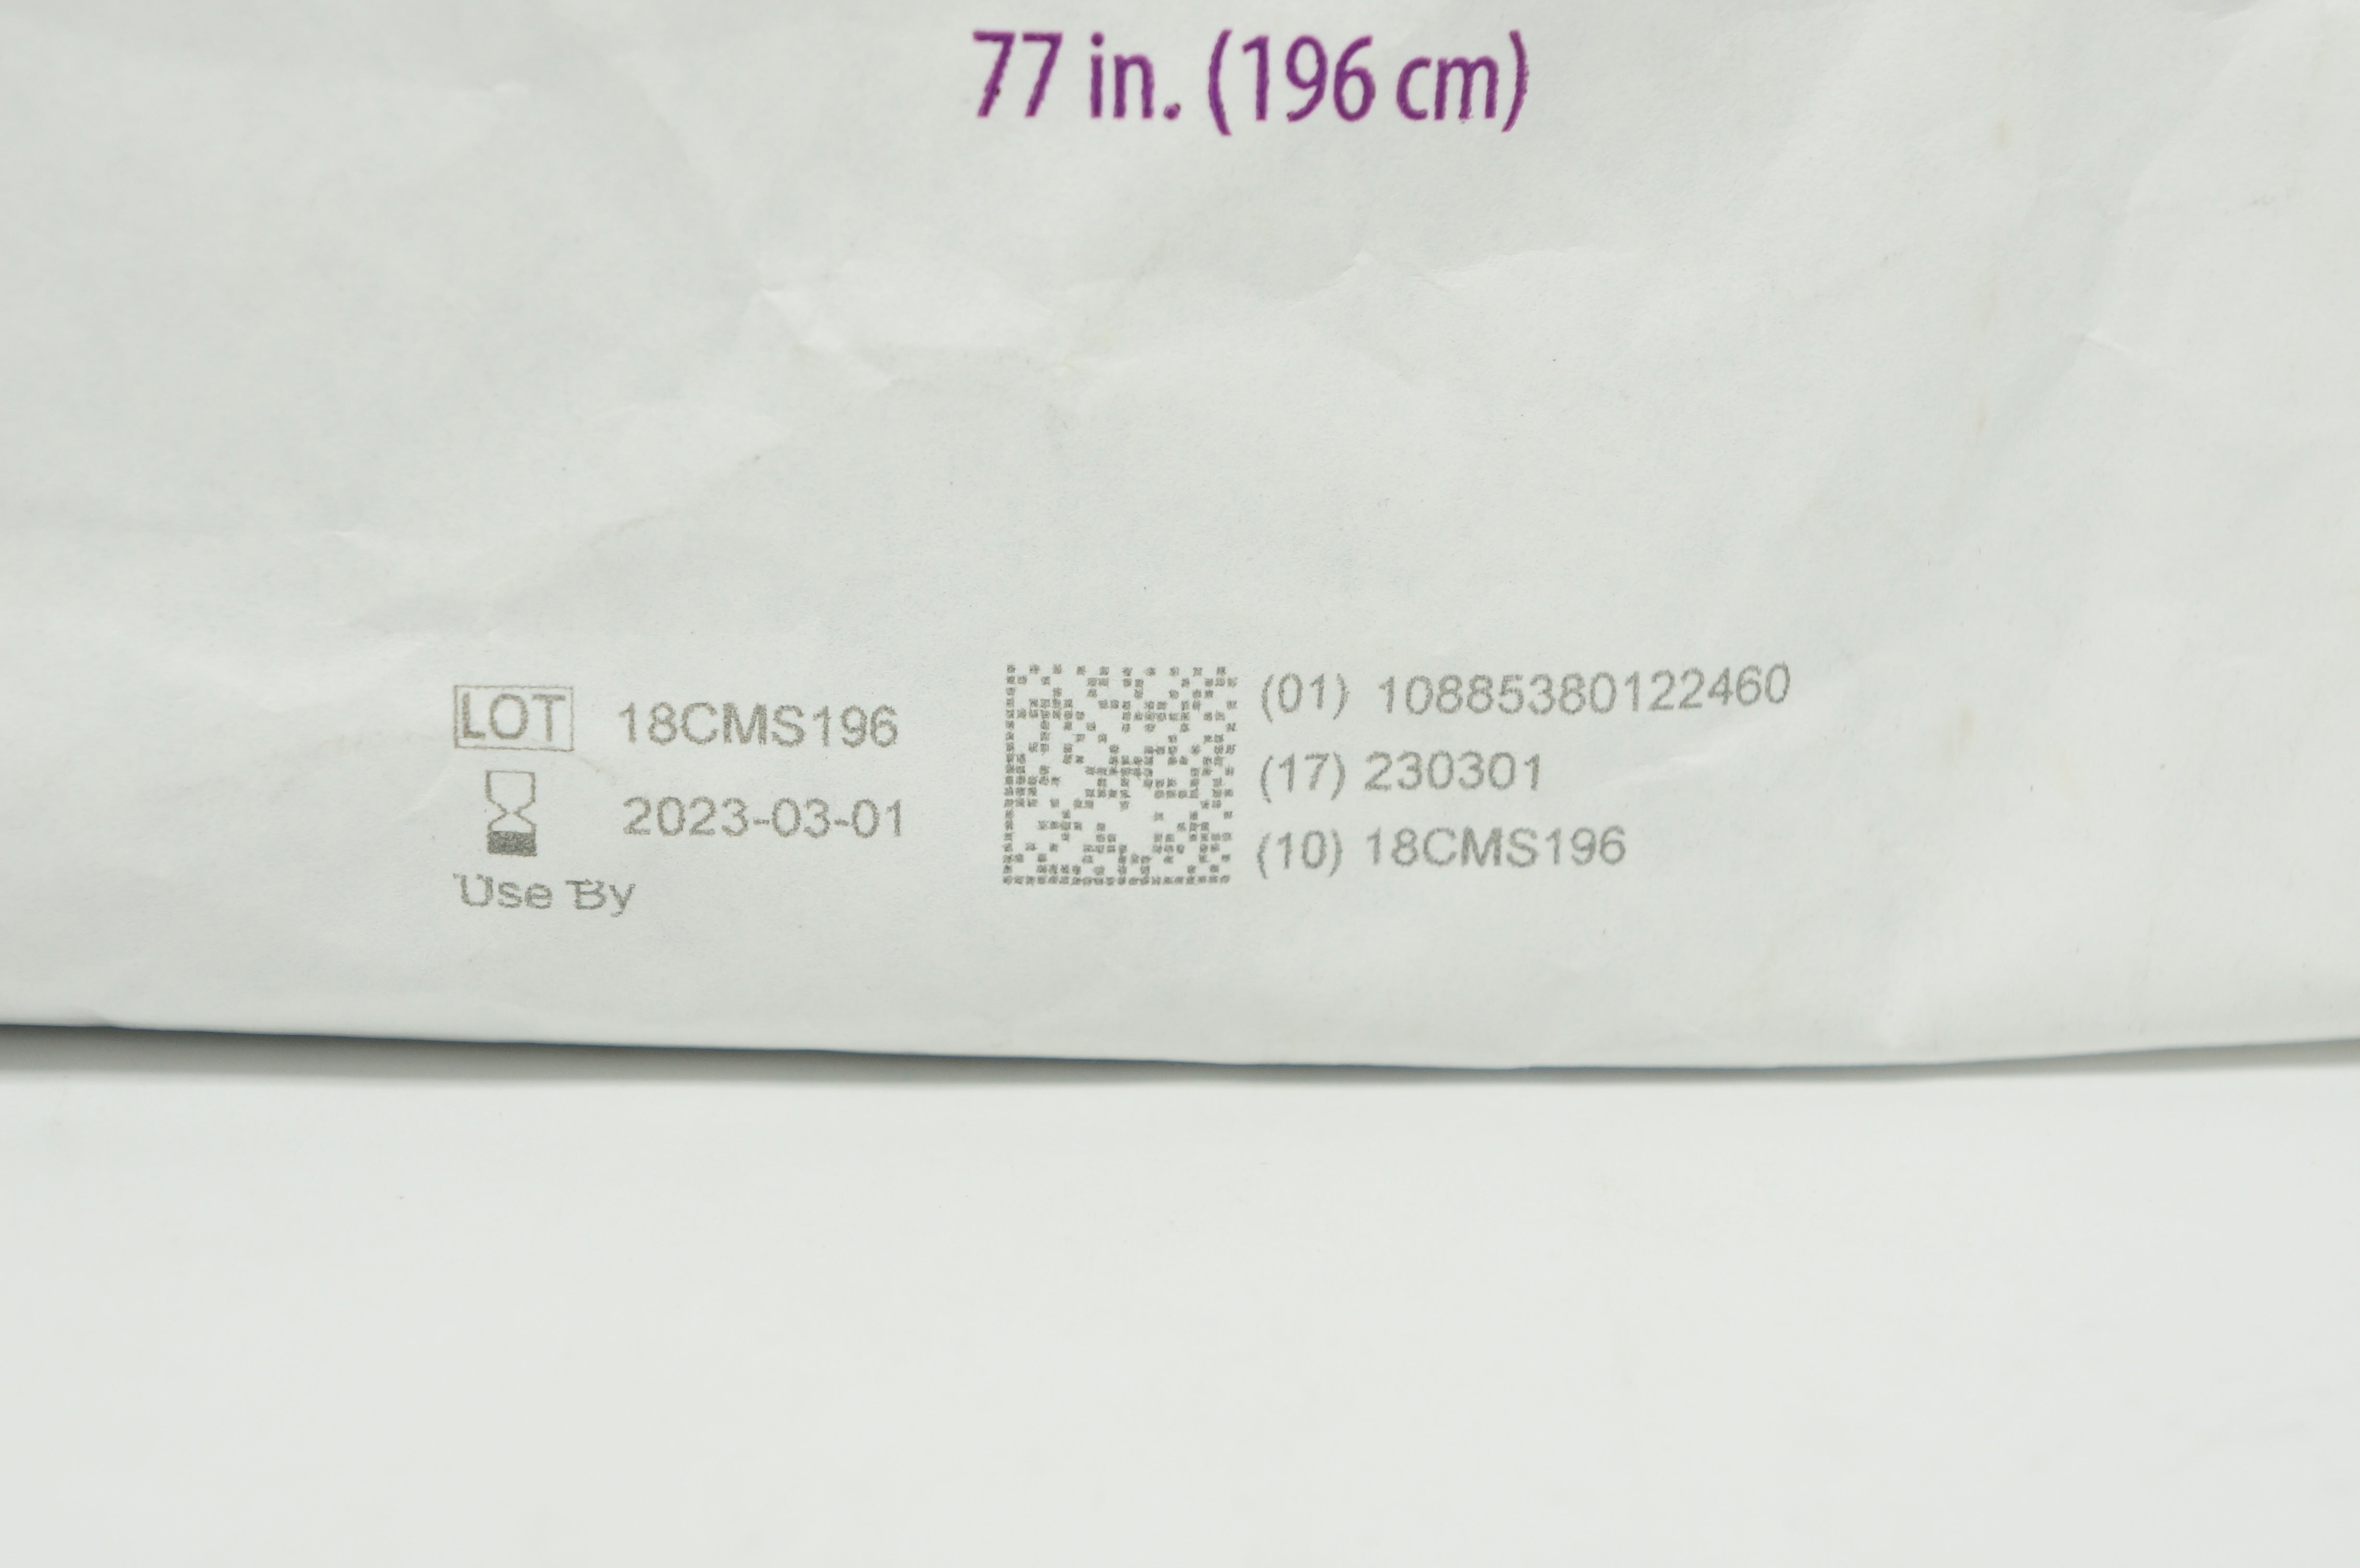 77 in. (196 cm)
LOT 18CMS196
2023-03-01
Use By
(01) 10885380122460
(17) 230301
(10) 18CMS196